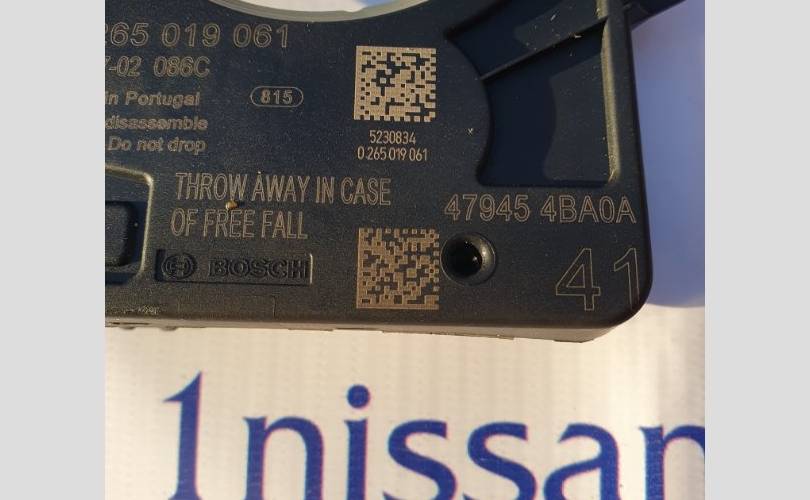 265 019 061
7-02 086C
in Portugal
815
disassemble
Do not drop
5230834
0 265 019 061
THROW AWAY IN CASE
OF FREE FALL
47945 4BA0A
BOSCH
41
1nissan